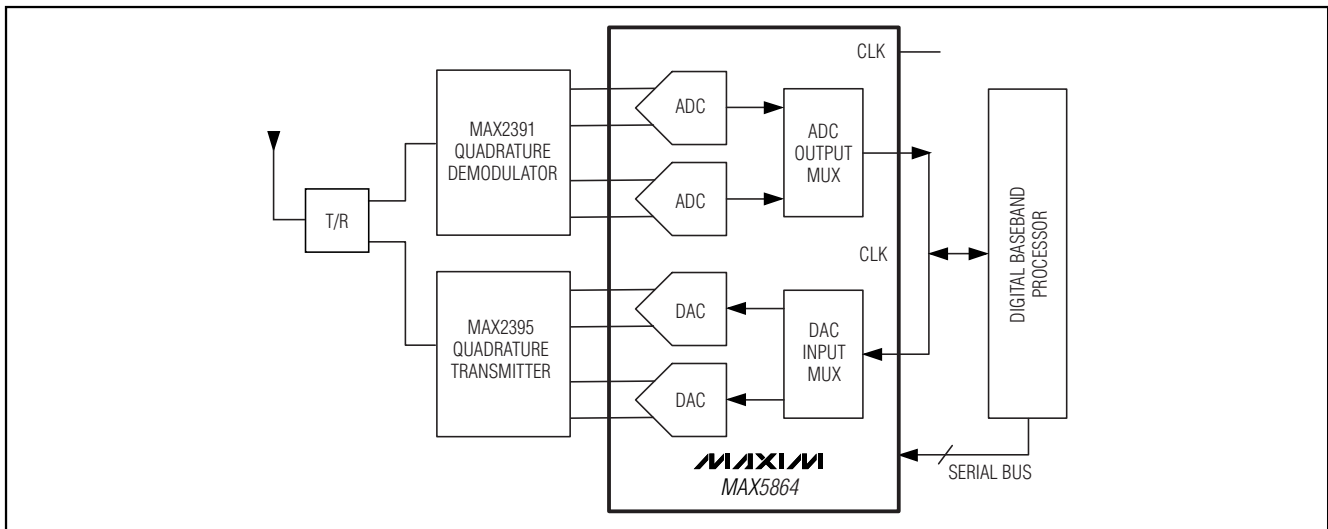 CLK
MAX2391
QUADRATURE
DEMODULATOR
ADC
ADC
OUTPUT
MUX
ADC
T/R
CLK
DIGITAL BASEBAND
PROCESSOR
MAX2395
QUADRATURE
TRANSMITTER
DAC
DAC
INPUT
MUX
DAC
MAXIM
MAX5864
SERIAL BUS